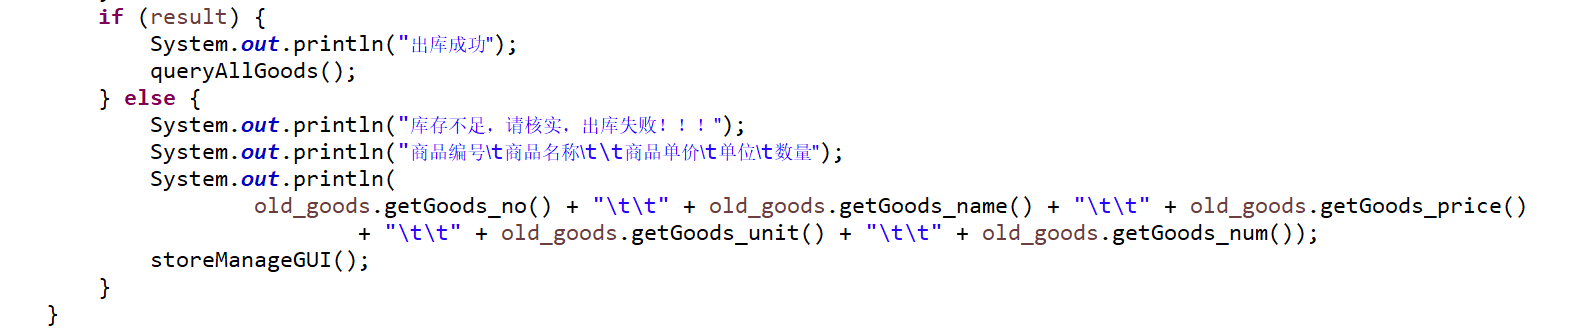 if (result) {
System.out.println("出库成功");
queryAllGoods();
} else {
System.out.println("库存不足，请核实，出库失败！！！");
System.out.println("商品编号\t商品名称\t\t商品单价\t单位\t数量");
System.out.println(
old_goods.getGoods_no() + "\t\t" + old_goods.getGoods_name() + "\t\t" + old_goods.getGoods_price()
+ "\t\t" + old_goods.getGoods_unit() + "\t\t" + old_goods.getGoods_num());
storeManageGUI();
}
}